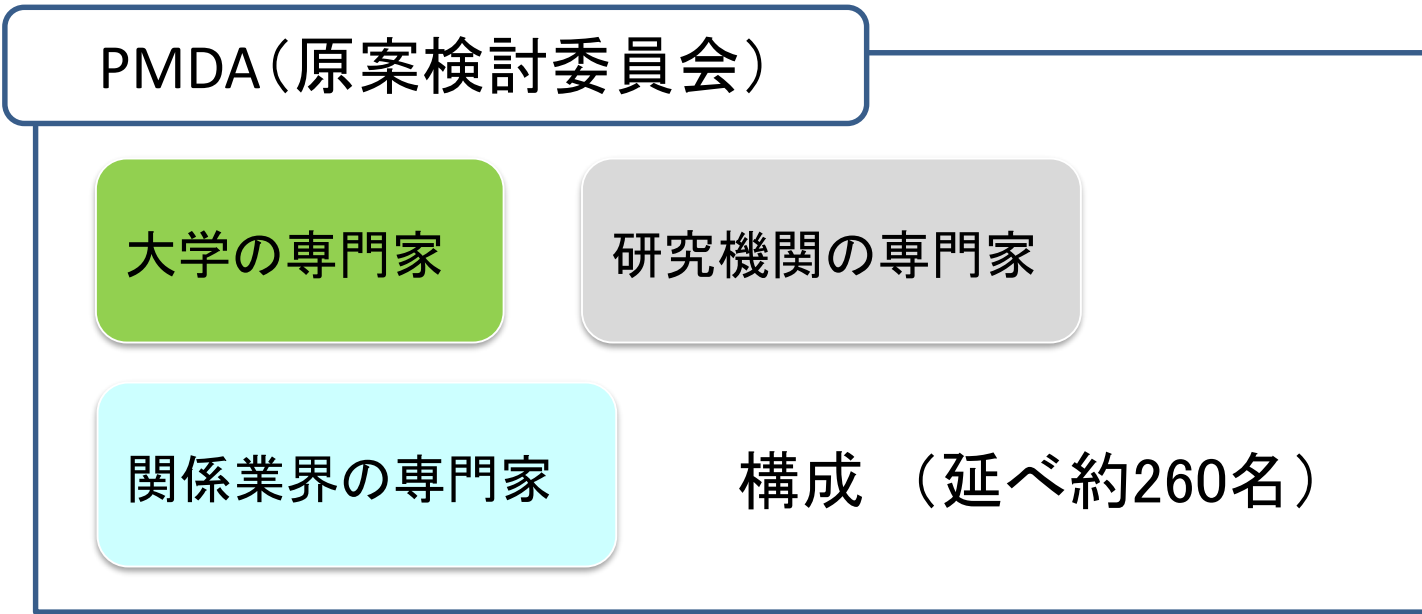 PMDA（原案検討委員会）
大学の専門家
研究機関の専門家
関係業界の専門家
構成 （延べ約260名）